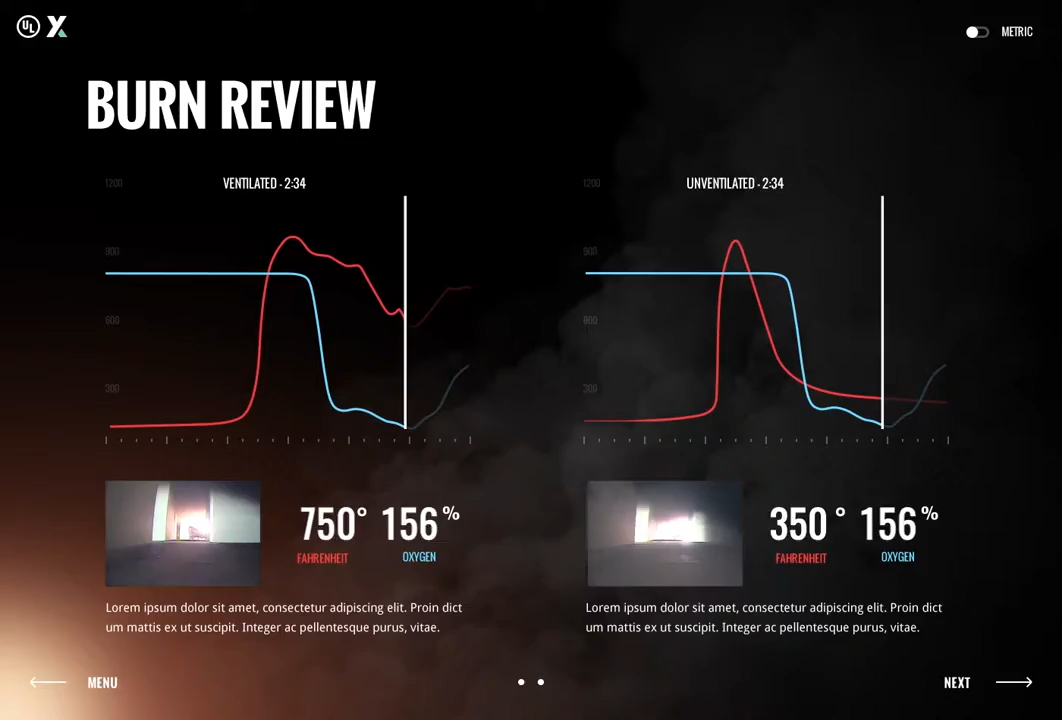 UL
METRIC
BURN REVIEW
VENTILATED - 2:34
UNVENTILATED - 2:34
1200
1200
900
900
600
600
300
300
750° 156%
FAHRENHEIT OXYGEN
350° 156%
FAHRENHEIT OXYGEN
Lorem ipsum dolor sit amet, consectetur adipiscing elit. Proin dict
um mattis ex ut suscipit. Integer ac pellentesque purus, vitae.
Lorem ipsum dolor sit amet, consectetur adipiscing elit. Proin dict
um mattis ex ut suscipit. Integer ac pellentesque purus, vitae.
MENU
NEXT